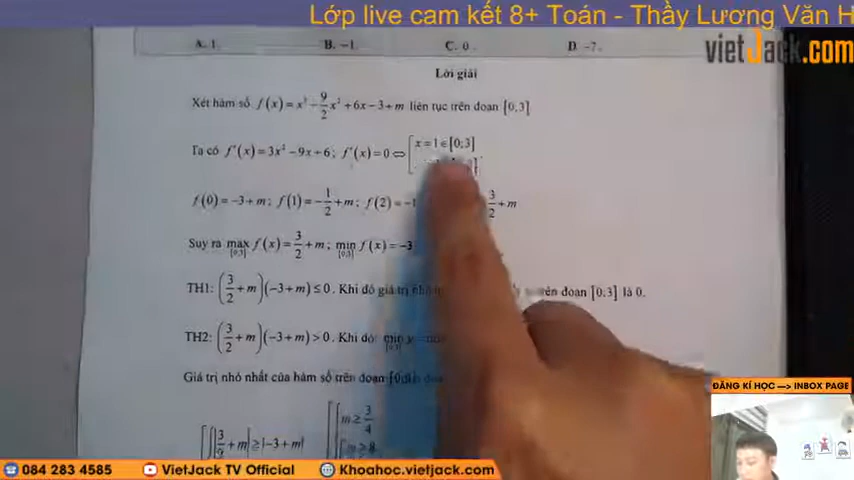 Lớp live cam kết 8+ Toán - Thầy Lương Văn H
vietJack.com
A. 1. B. −1. C. 0. D. −7.
Lời giải
Xét hàm số f(x) = x³ − 9/2 x² + 6x − 3 + m liên tục trên đoạn [0;3]
Ta có f'(x) = 3x² − 9x + 6; f'(x) = 0 ⇔ [ x = 1 ∈ [0;3]
f(0) = −3 + m; f(1) = −1/2 + m; f(2) = −1 3/2 + m
Suy ra max[0;3] f(x) = 3/2 + m; min[0;3] f(x) = −3
TH1: (3/2 + m)(−3 + m) ≤ 0. Khi đó giá trị nhỏ trên đoạn [0;3] là 0.
TH2: (3/2 + m)(−3 + m) > 0. Khi đó: min[0;3]
Giá trị nhỏ nhất của hàm số trên đoạn
|3/2 + m| ≥ |−3 + m|
m ≥ 3/4
ĐĂNG KÍ HỌC —> INBOX PAGE
084 283 4585 VietJack TV Official Khoahoc.vietjack.com